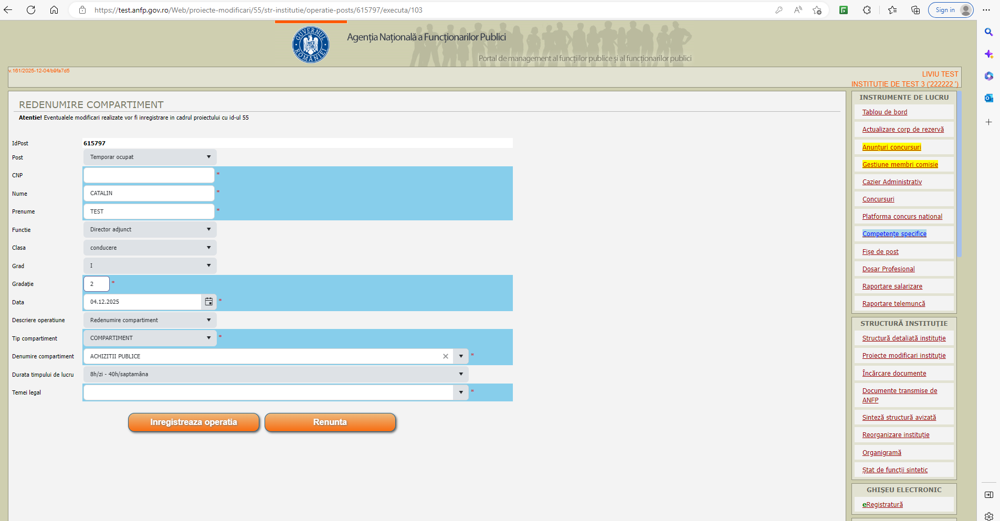 https://test.anfp.gov.ro/Web/proiecte-modificari/55/str-institutie/operatie-posts/615797/executa/103
Sign in
GUVERNUL ROMÂNIEI
Agenția Națională a Funcționarilor Publici
Portal de management al funcțiilor publice și al funcționarilor publici
v.161/2025-12-04/b9fa7d5
LIVIU TEST
INSTITUȚIE DE TEST 3 ('222222 ')
REDENUMIRE COMPARTIMENT
Atentie! Eventualele modificari realizate vor fi inregistrare in cadrul proiectului cu id-ul 55
IdPost 615797
Post Temporar ocupat
CNP *
Nume CATALIN *
Prenume TEST *
Functie Director adjunct
Clasa conducere
Grad I
Gradație 2 *
Data 04.12.2025 *
Descriere operatiune Redenumire compartiment
Tip compartiment COMPARTIMENT *
Denumire compartiment ACHIZITII PUBLICE *
Durata timpului de lucru 8h/zi - 40h/saptamâna
Temei legal *
Inregistreaza operatia Renunta
INSTRUMENTE DE LUCRU
Tablou de bord
Actualizare corp de rezervă
Anunțuri concursuri
Gestiune membri comisie
Cazier Administrativ
Concursuri
Platforma concurs national
Competențe specifice
Fișe de post
Dosar Profesional
Raportare salarizare
Raportare telemuncă
STRUCTURĂ INSTITUȚIE
Structură detaliată instituție
Proiecte modificari instituție
Încărcare documente
Documente transmise de
ANFP
Sinteză structură avizată
Reorganizare instituție
Organigramă
Ștat de funcții sintetic
GHIȘEU ELECTRONIC
eRegistratură